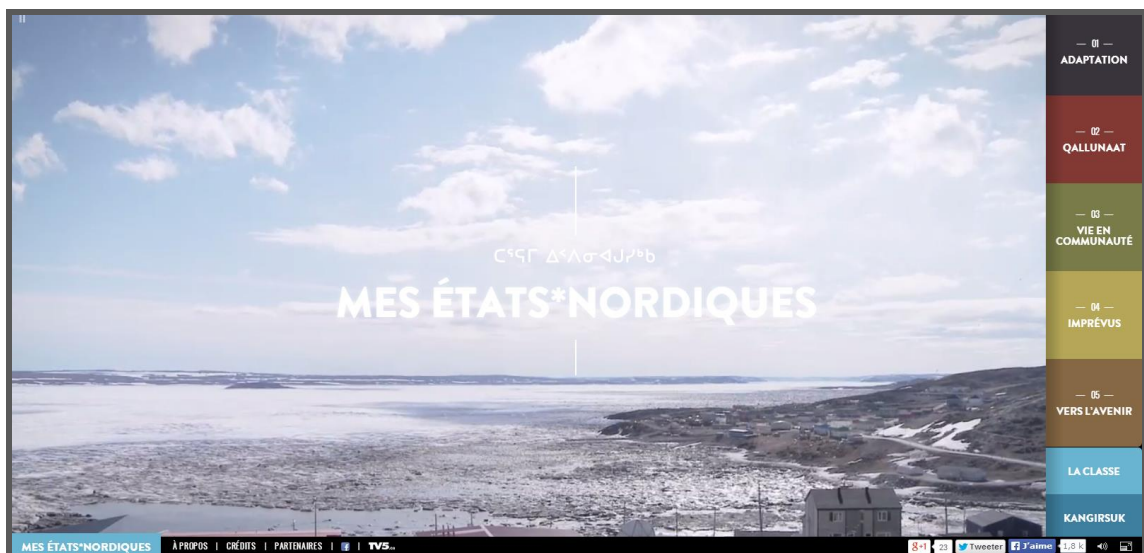 ᑕᕐᕋᒥ ᐃᕝᐱᓂᐊᒍᓯᒃᑲ
MES ÉTATS*NORDIQUES
— 01 —
ADAPTATION
— 02 —
QALLUNAAT
— 03 —
VIE EN
COMMUNAUTÉ
— 04 —
IMPRÉVUS
— 05 —
VERS L'AVENIR
LA CLASSE
KANGIRSUK
MES ÉTATS*NORDIQUES À PROPOS | CRÉDITS | PARTENAIRES | f | TV5 g+1 23 Tweeter f J'aime 1,8 k